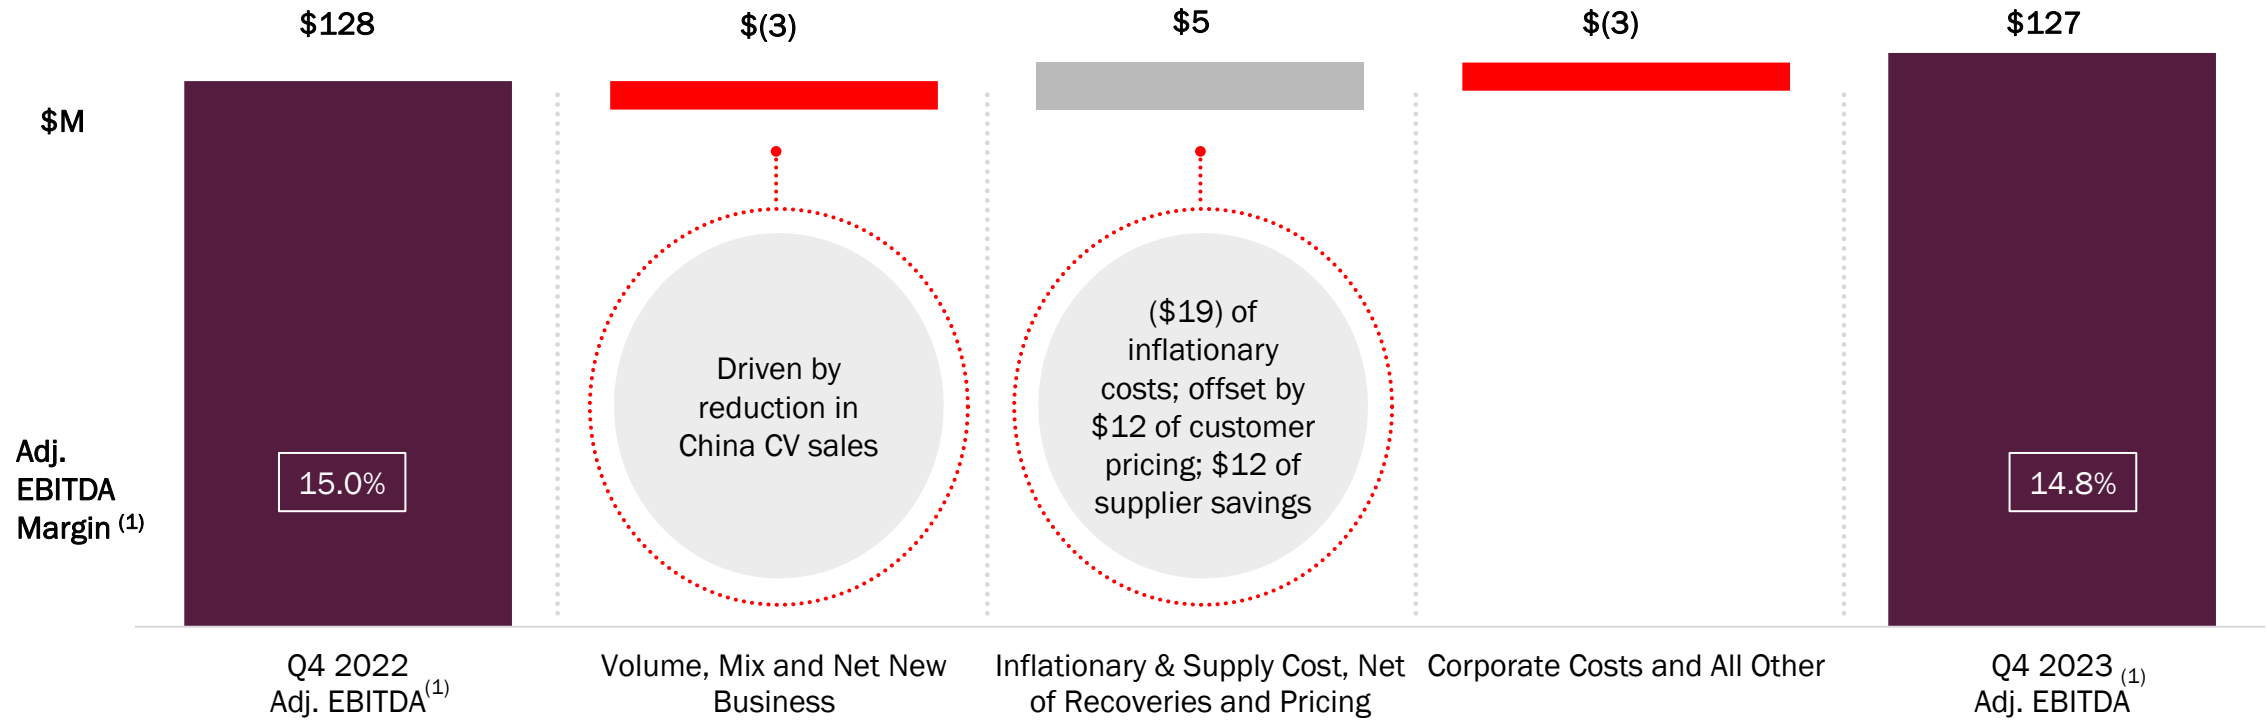 $128
$(3)
$5
$(3)
$127
$M
Adj.
EBITDA
Margin (1)
15.0%
Driven by
reduction in
China CV sales
($19) of
inflationary
costs; offset by
$12 of customer
pricing; $12 of
supplier savings
14.8%
Q4 2022
Adj. EBITDA(1)
Volume, Mix and Net New
Business
Inflationary & Supply Cost, Net
of Recoveries and Pricing
Corporate Costs and All Other
Q4 2023 (1)
Adj. EBITDA